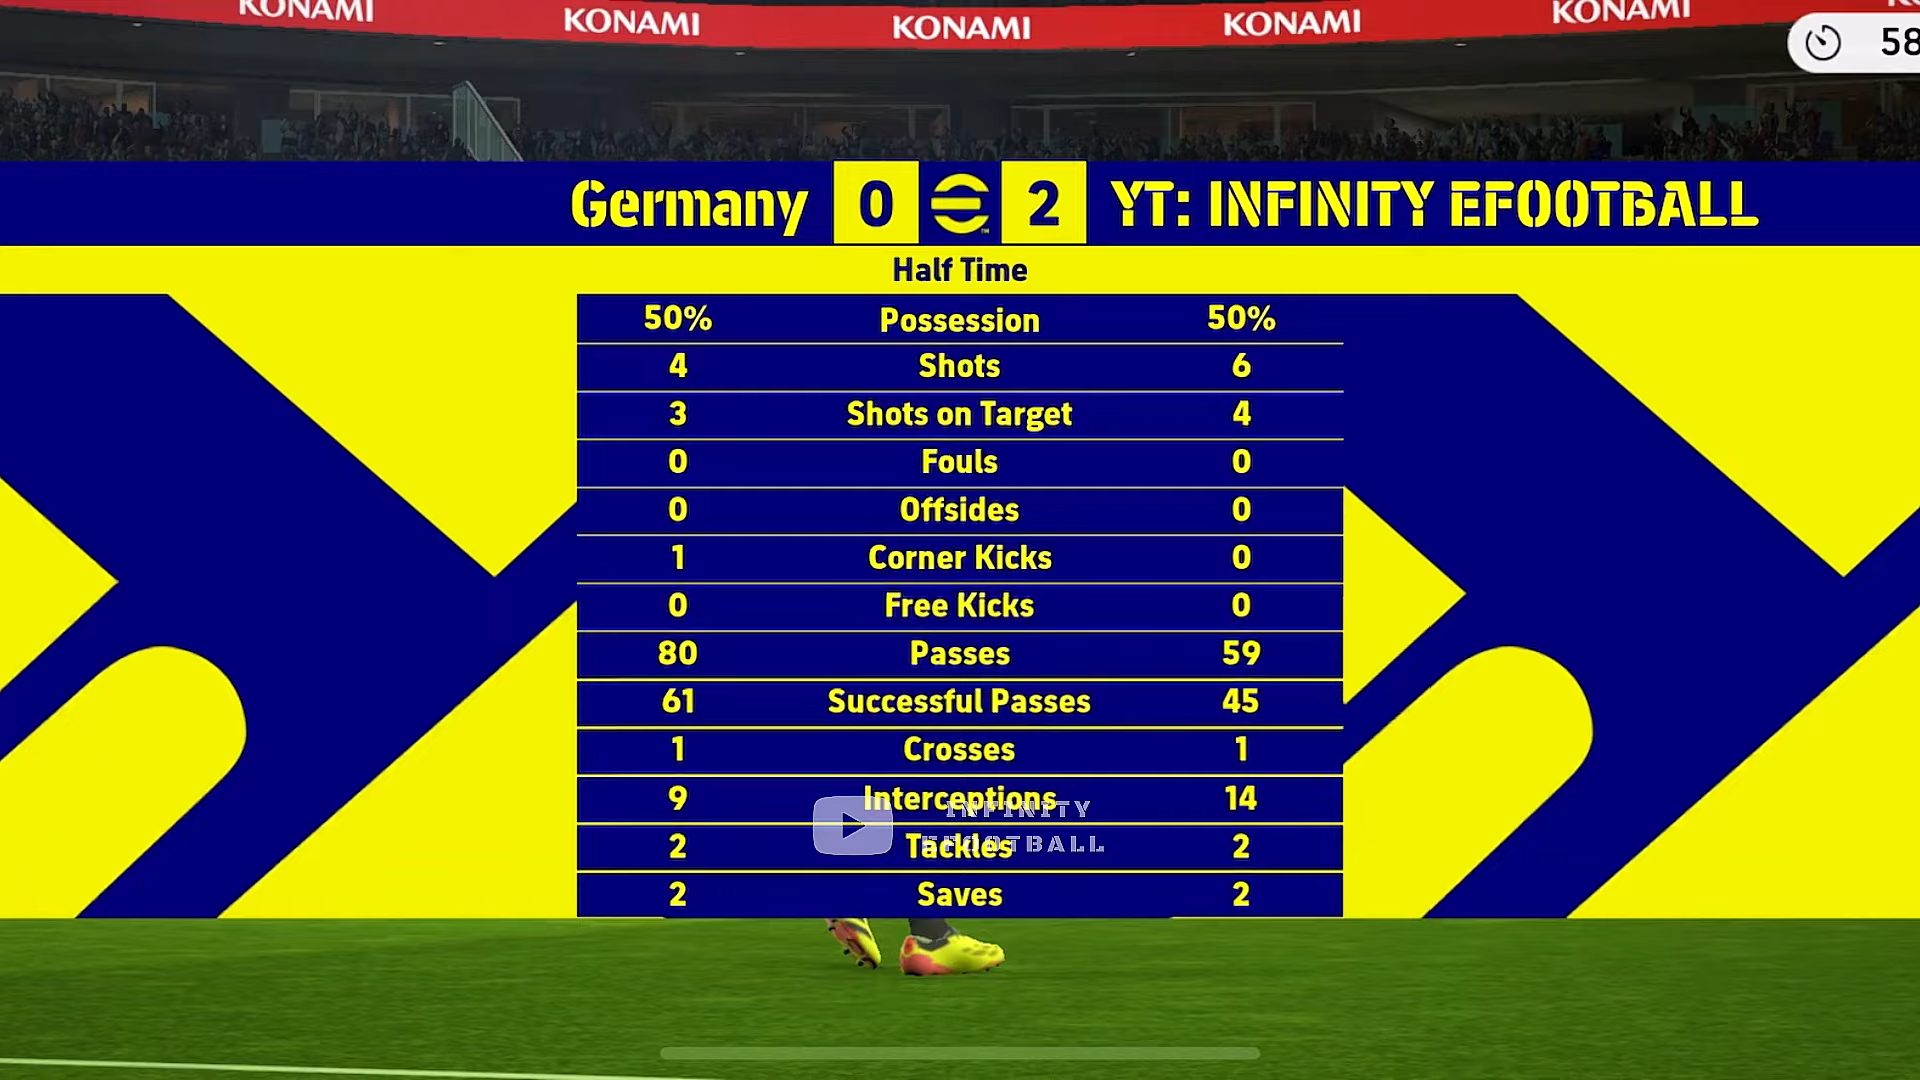 KONAMI KONAMI KONAMI KONAMI KONAMI
58
Germany 0 2 YT: INFINITY EFOOTBALL
Half Time
50% Possession 50%
4 Shots 6
3 Shots on Target 4
0 Fouls 0
0 Offsides 0
1 Corner Kicks 0
0 Free Kicks 0
80 Passes 59
61 Successful Passes 45
1 Crosses 1
9 Interceptions 14
INFINITY
2 Tackles 2
EFOOTBALL
2 Saves 2